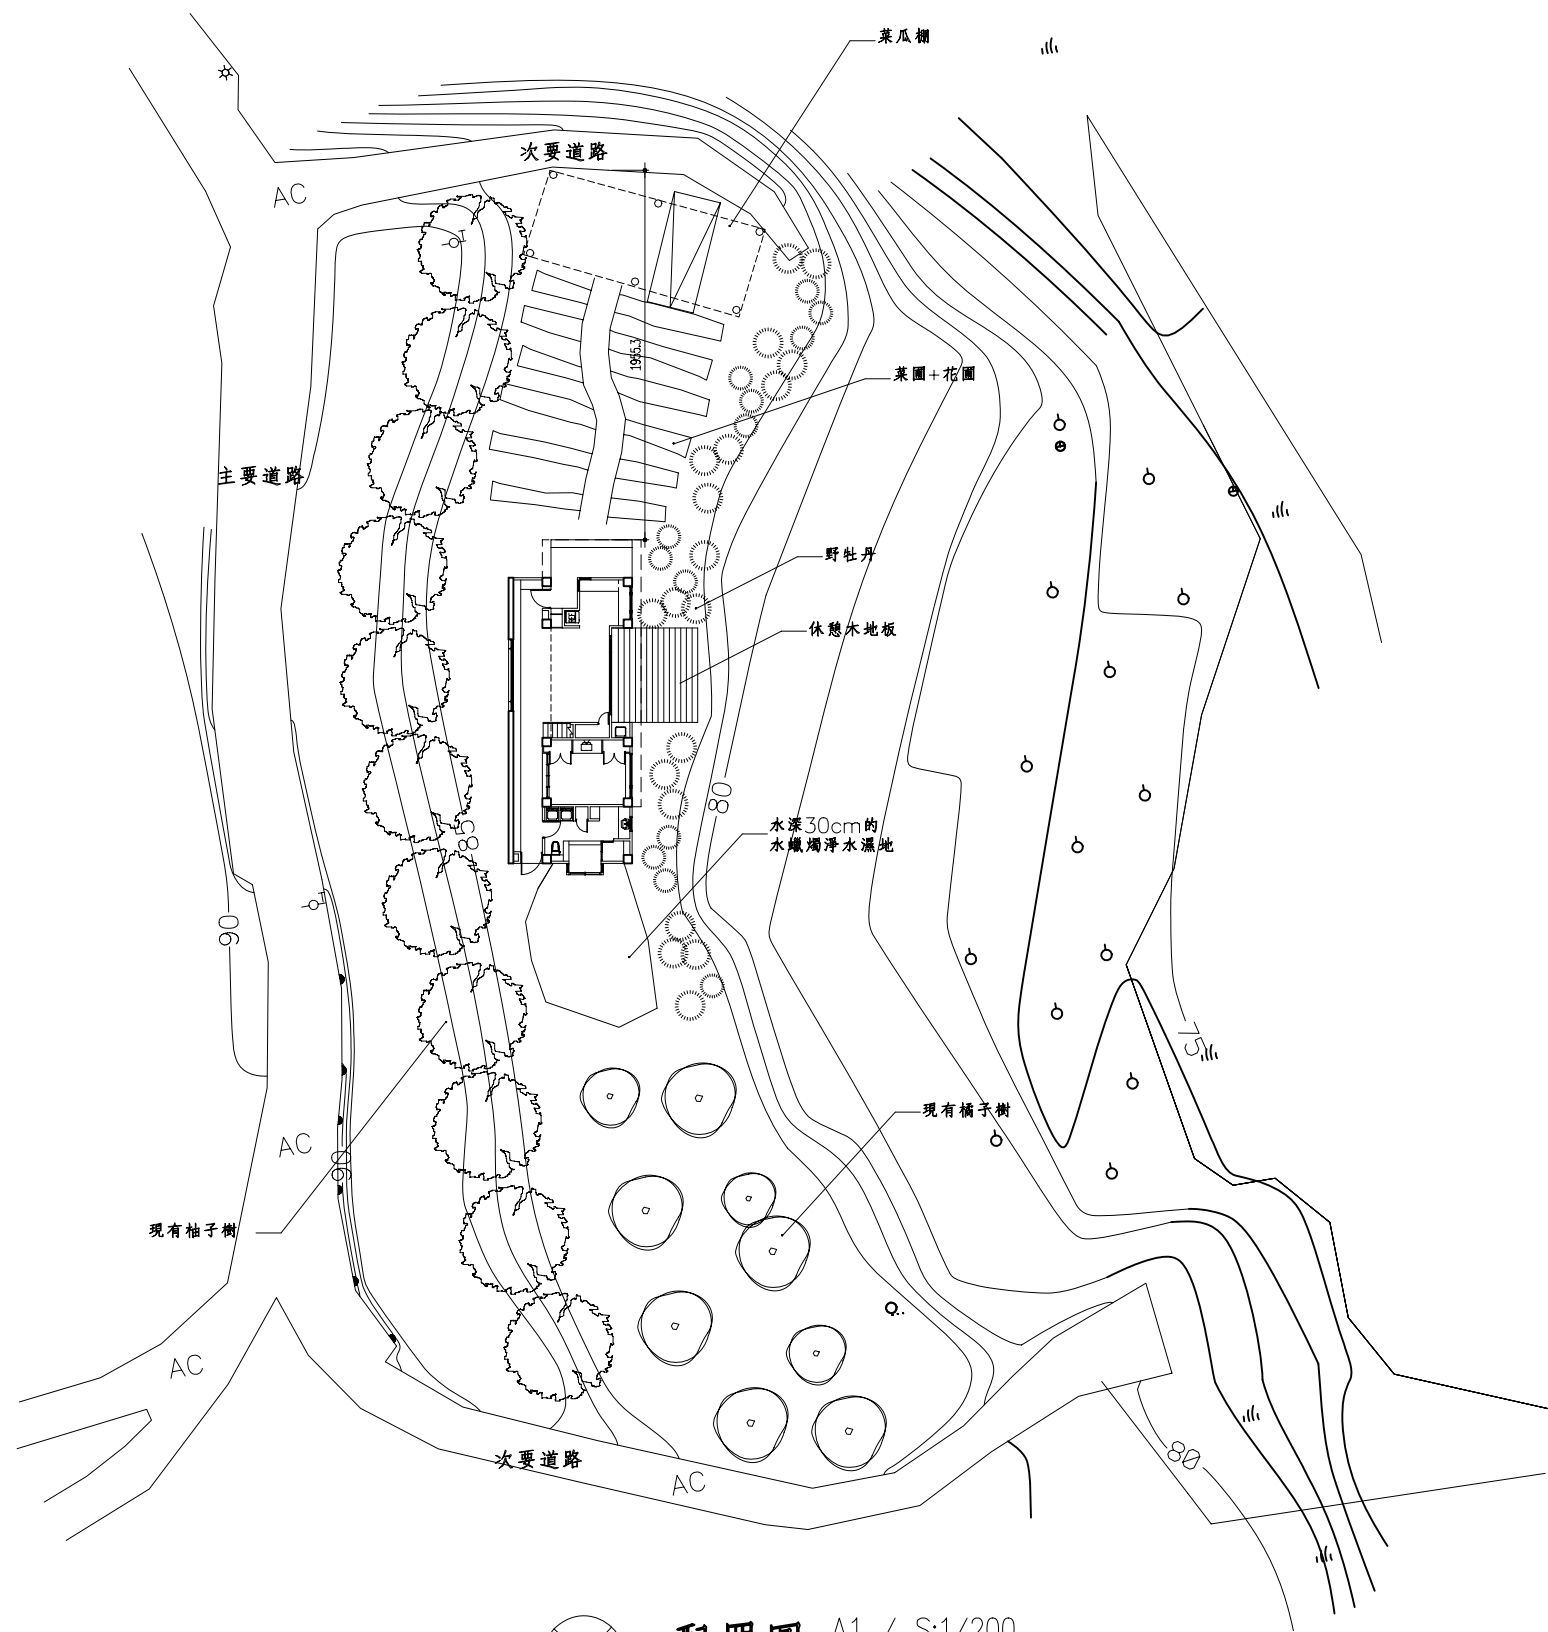 菜瓜棚
次要道路
AC
1955.3
菜圃+花圃
主要道路
野牡丹
休憩木地板
80
水深30cm的
水蠟燭淨水濕地
85
90
75
現有橘子樹
AC
90
現有柚子樹
AC
次要道路
AC
80
配置圖 A1 / S:1/200